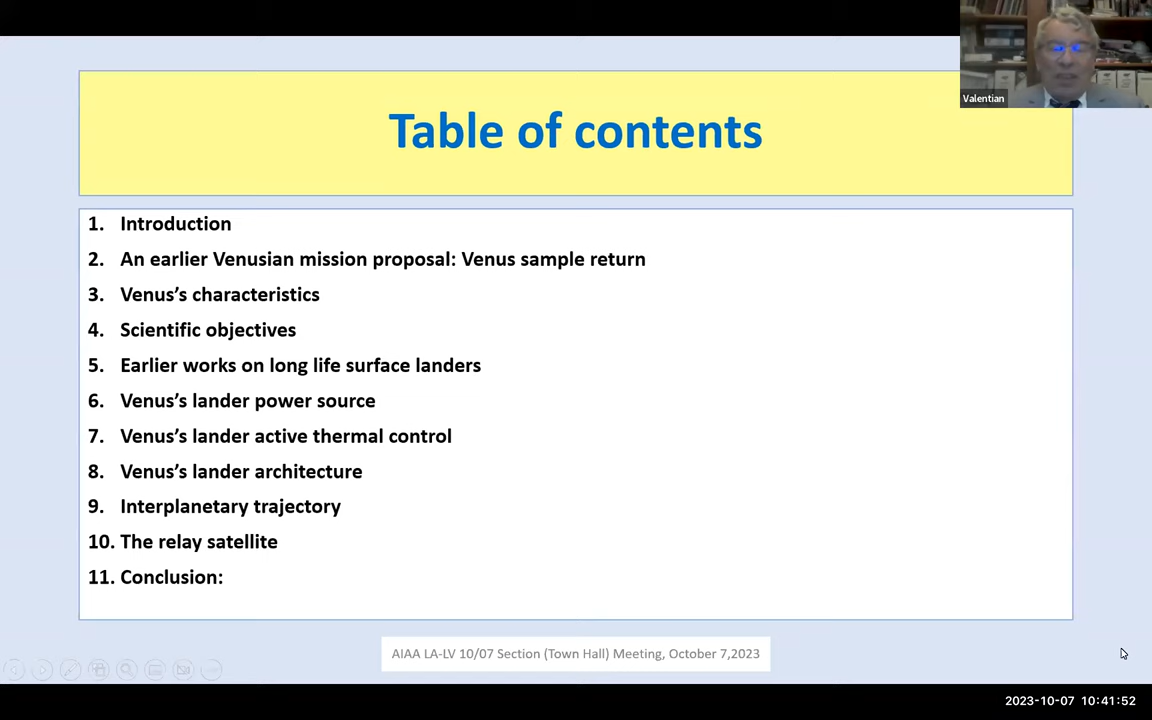 Valentian
Table of contents
1. Introduction
2. An earlier Venusian mission proposal: Venus sample return
3. Venus’s characteristics
4. Scientific objectives
5. Earlier works on long life surface landers
6. Venus’s lander power source
7. Venus’s lander active thermal control
8. Venus’s lander architecture
9. Interplanetary trajectory
10. The relay satellite
11. Conclusion:
AIAA LA-LV 10/07 Section (Town Hall) Meeting, October 7,2023
2023-10-07 10:41:52